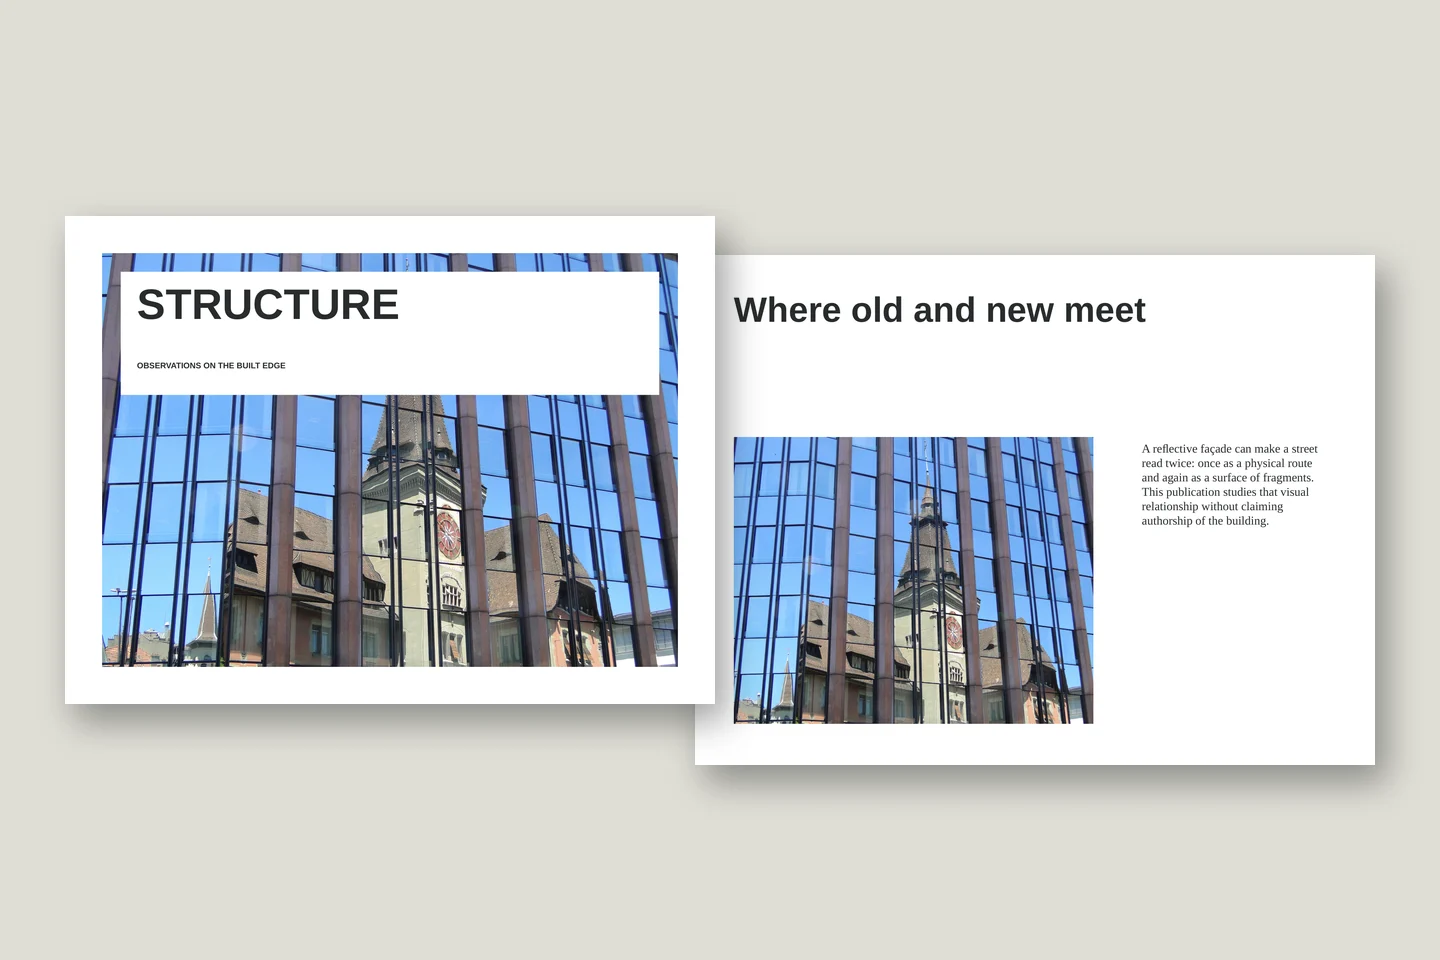 STRUCTURE
OBSERVATIONS ON THE BUILT EDGE
Where old and new meet
A reflective façade can make a street
read twice: once as a physical route
and again as a surface of fragments.
This publication studies that visual
relationship without claiming
authorship of the building.